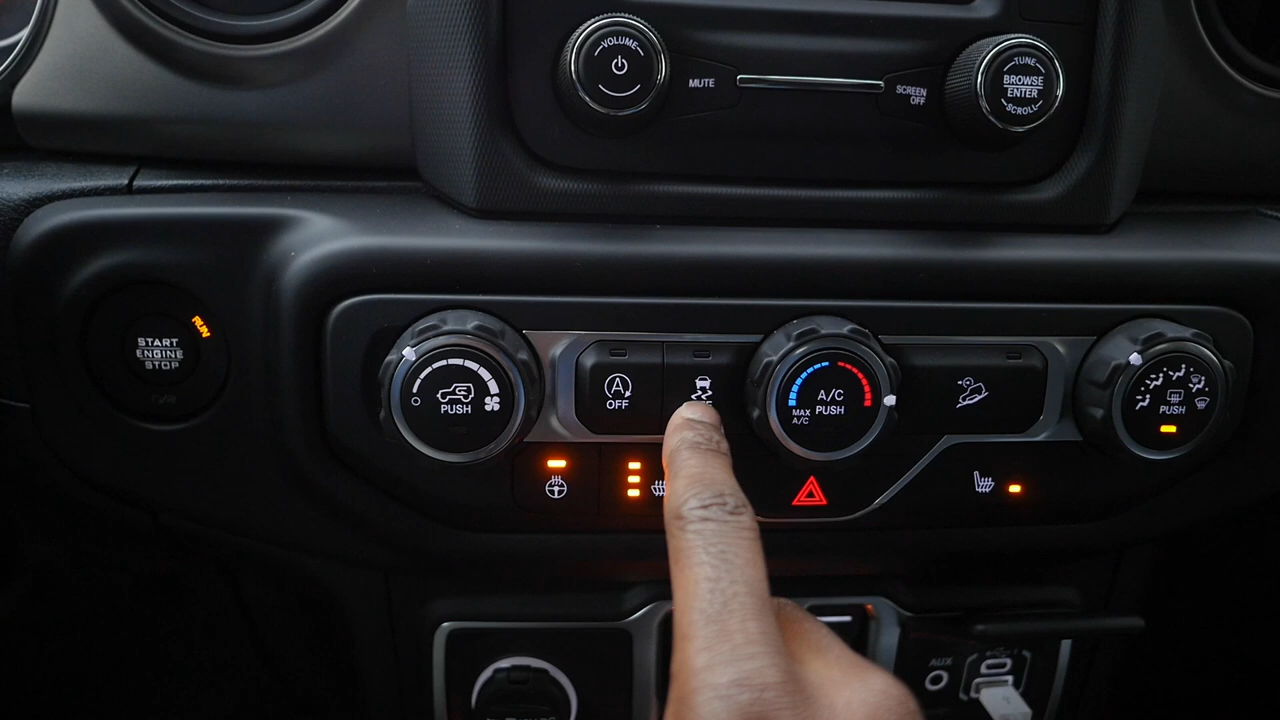 VOLUME
MUTE
SCREEN
OFF
TUNE
BROWSE
ENTER
SCROLL
RUN
START
ENGINE
STOP
PUSH
A
OFF
A/C
PUSH
MAX
A/C
PUSH
AUX